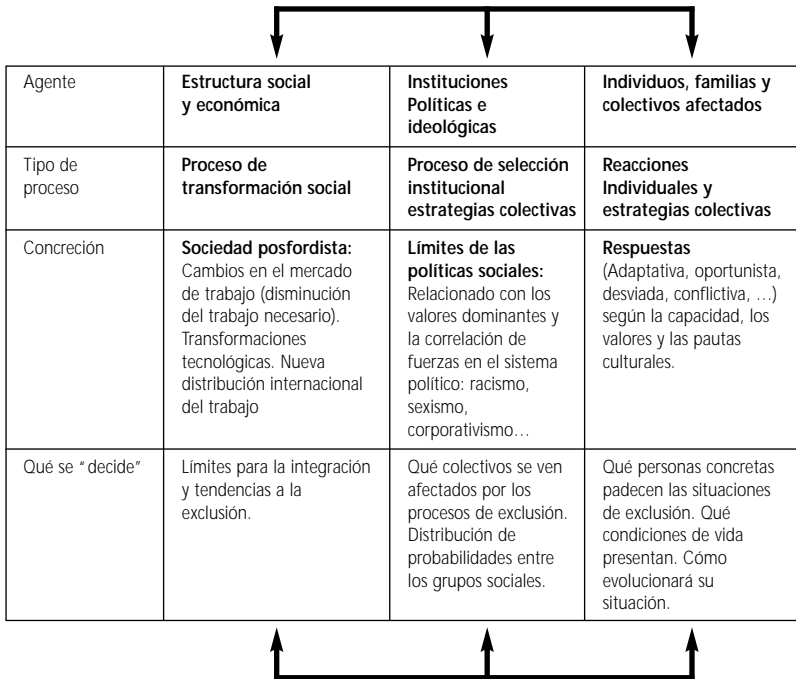 Agente
Estructura social
y económica
Instituciones
Políticas e
ideológicas
Individuos, familias y
colectivos afectados
Tipo de
proceso
Proceso de
transformación social
Proceso de selección
institucional
estrategias colectivas
Reacciones
Individuales y
estrategias colectivas
Concreción
Sociedad posfordista:
Cambios en el mercado
de trabajo (disminución
del trabajo necesario).
Transformaciones
tecnológicas. Nueva
distribución internacional
del trabajo
Límites de las
políticas sociales:
Relacionado con los
valores dominantes y
la correlación de
fuerzas en el sistema
político: racismo,
sexismo,
corporativismo…
Respuestas
(Adaptativa, oportunista,
desviada, conflictiva, …)
según la capacidad, los
valores y las pautas
culturales.
Qué se "decide"
Límites para la integración
y tendencias a la
exclusión.
Qué colectivos se ven
afectados por los
procesos de exclusión.
Distribución de
probabilidades entre
los grupos sociales.
Qué personas concretas
padecen las situaciones
de exclusión. Qué
condiciones de vida
presentan. Cómo
evolucionará su
situación.